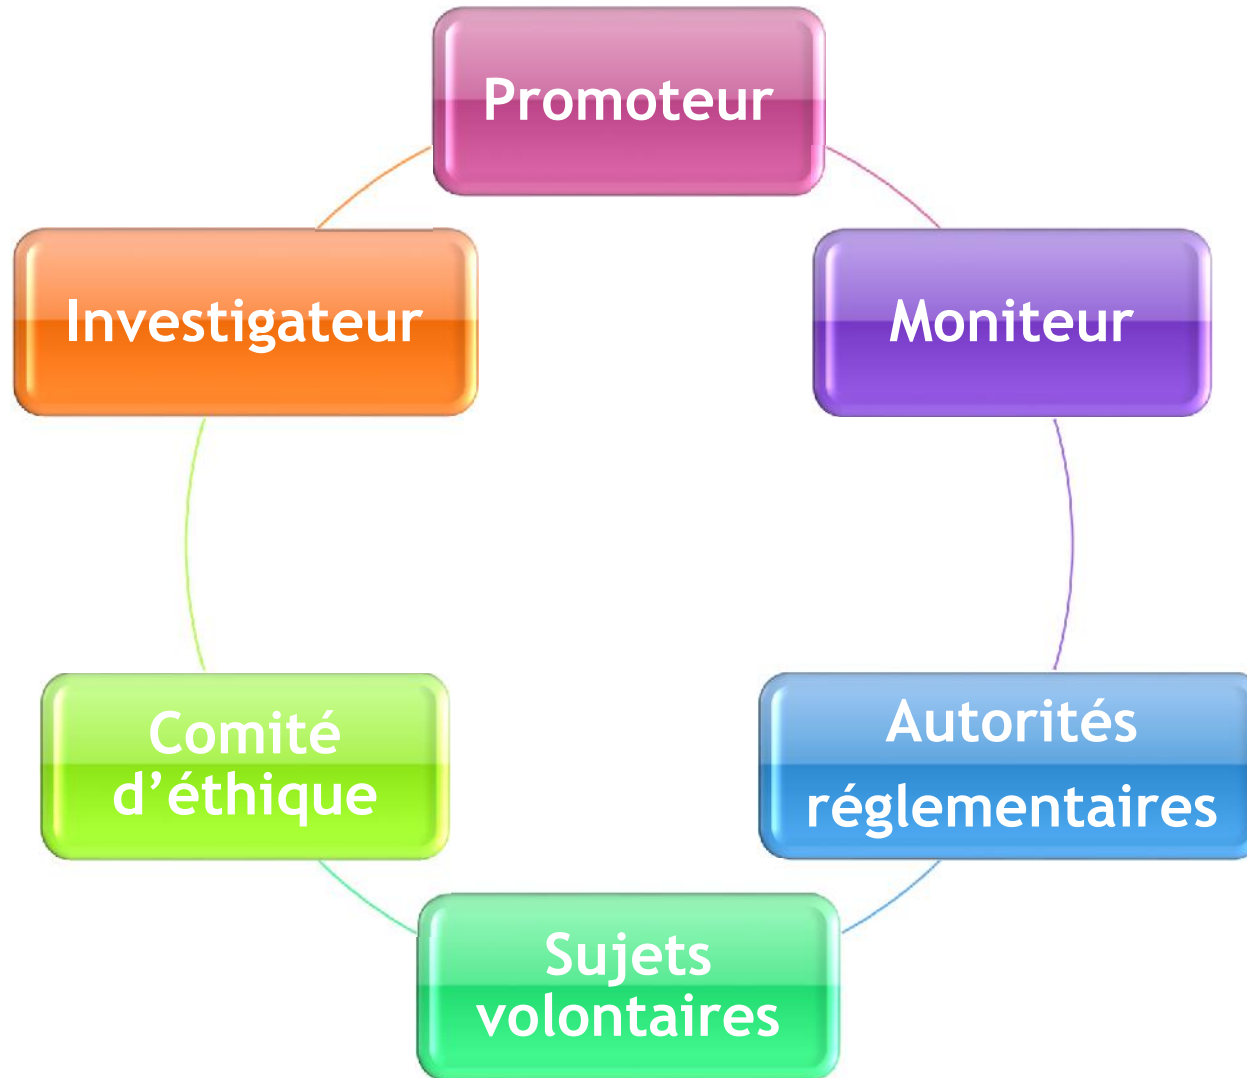 Promoteur
Investigateur
Moniteur
Comité
d’éthique
Autorités
réglementaires
Sujets
volontaires